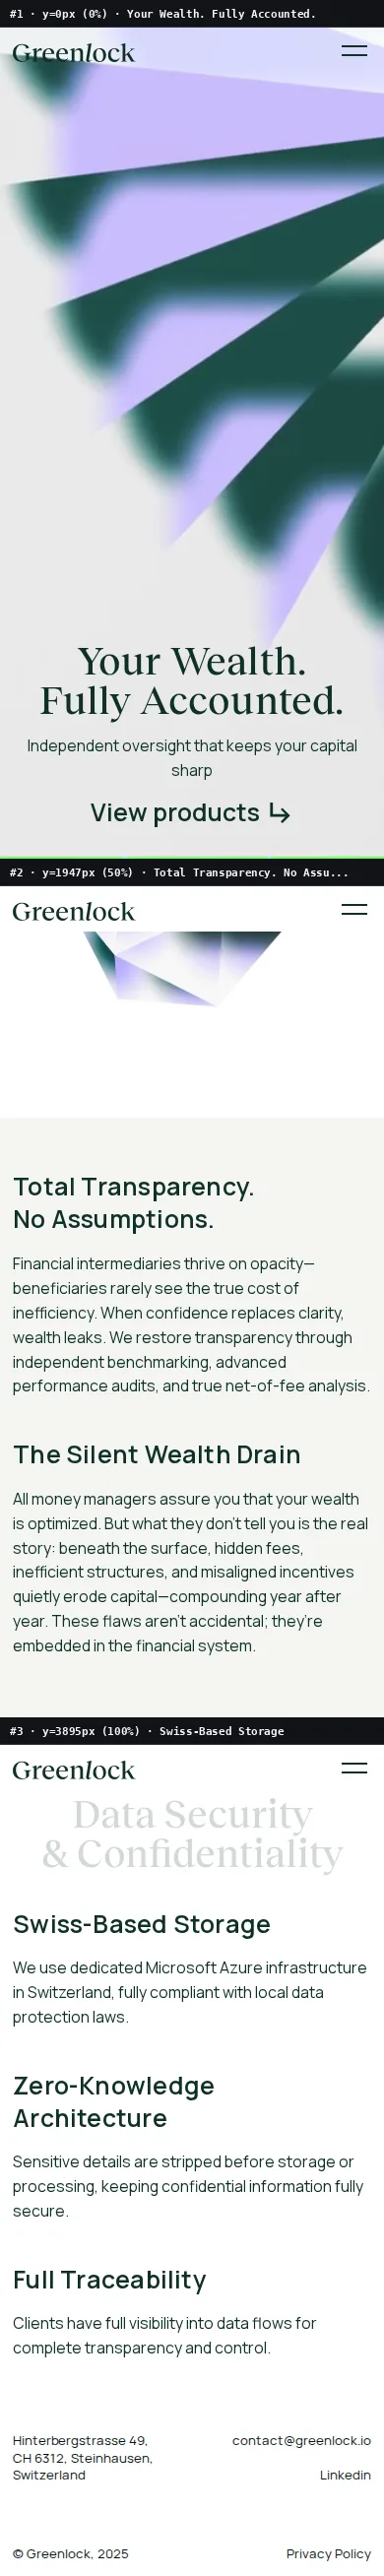 #1 · y=0px (0%) · Your Wealth. Fully Accounted.
Greenlock
Your Wealth.
Fully Accounted.
Independent oversight that keeps your capital
sharp
View products
#2 · y=1947px (50%) · Total Transparency. No Assu...
Greenlock
Total Transparency.
No Assumptions.
Financial intermediaries thrive on opacity—
beneficiaries rarely see the true cost of
inefficiency. When confidence replaces clarity,
wealth leaks. We restore transparency through
independent benchmarking, advanced
performance audits, and true net-of-fee analysis.
The Silent Wealth Drain
All money managers assure you that your wealth
is optimized. But what they don't tell you is the real
story: beneath the surface, hidden fees,
inefficient structures, and misaligned incentives
quietly erode capital—compounding year after
year. These flaws aren't accidental; they're
embedded in the financial system.
#3 · y=3895px (100%) · Swiss-Based Storage
Greenlock
Data Security
& Confidentiality
Swiss-Based Storage
We use dedicated Microsoft Azure infrastructure
in Switzerland, fully compliant with local data
protection laws.
Zero-Knowledge
Architecture
Sensitive details are stripped before storage or
processing, keeping confidential information fully
secure.
Full Traceability
Clients have full visibility into data flows for
complete transparency and control.
Hinterbergstrasse 49,
CH 6312, Steinhausen,
Switzerland
contact@greenlock.io
Linkedin
© Greenlock, 2025
Privacy Policy